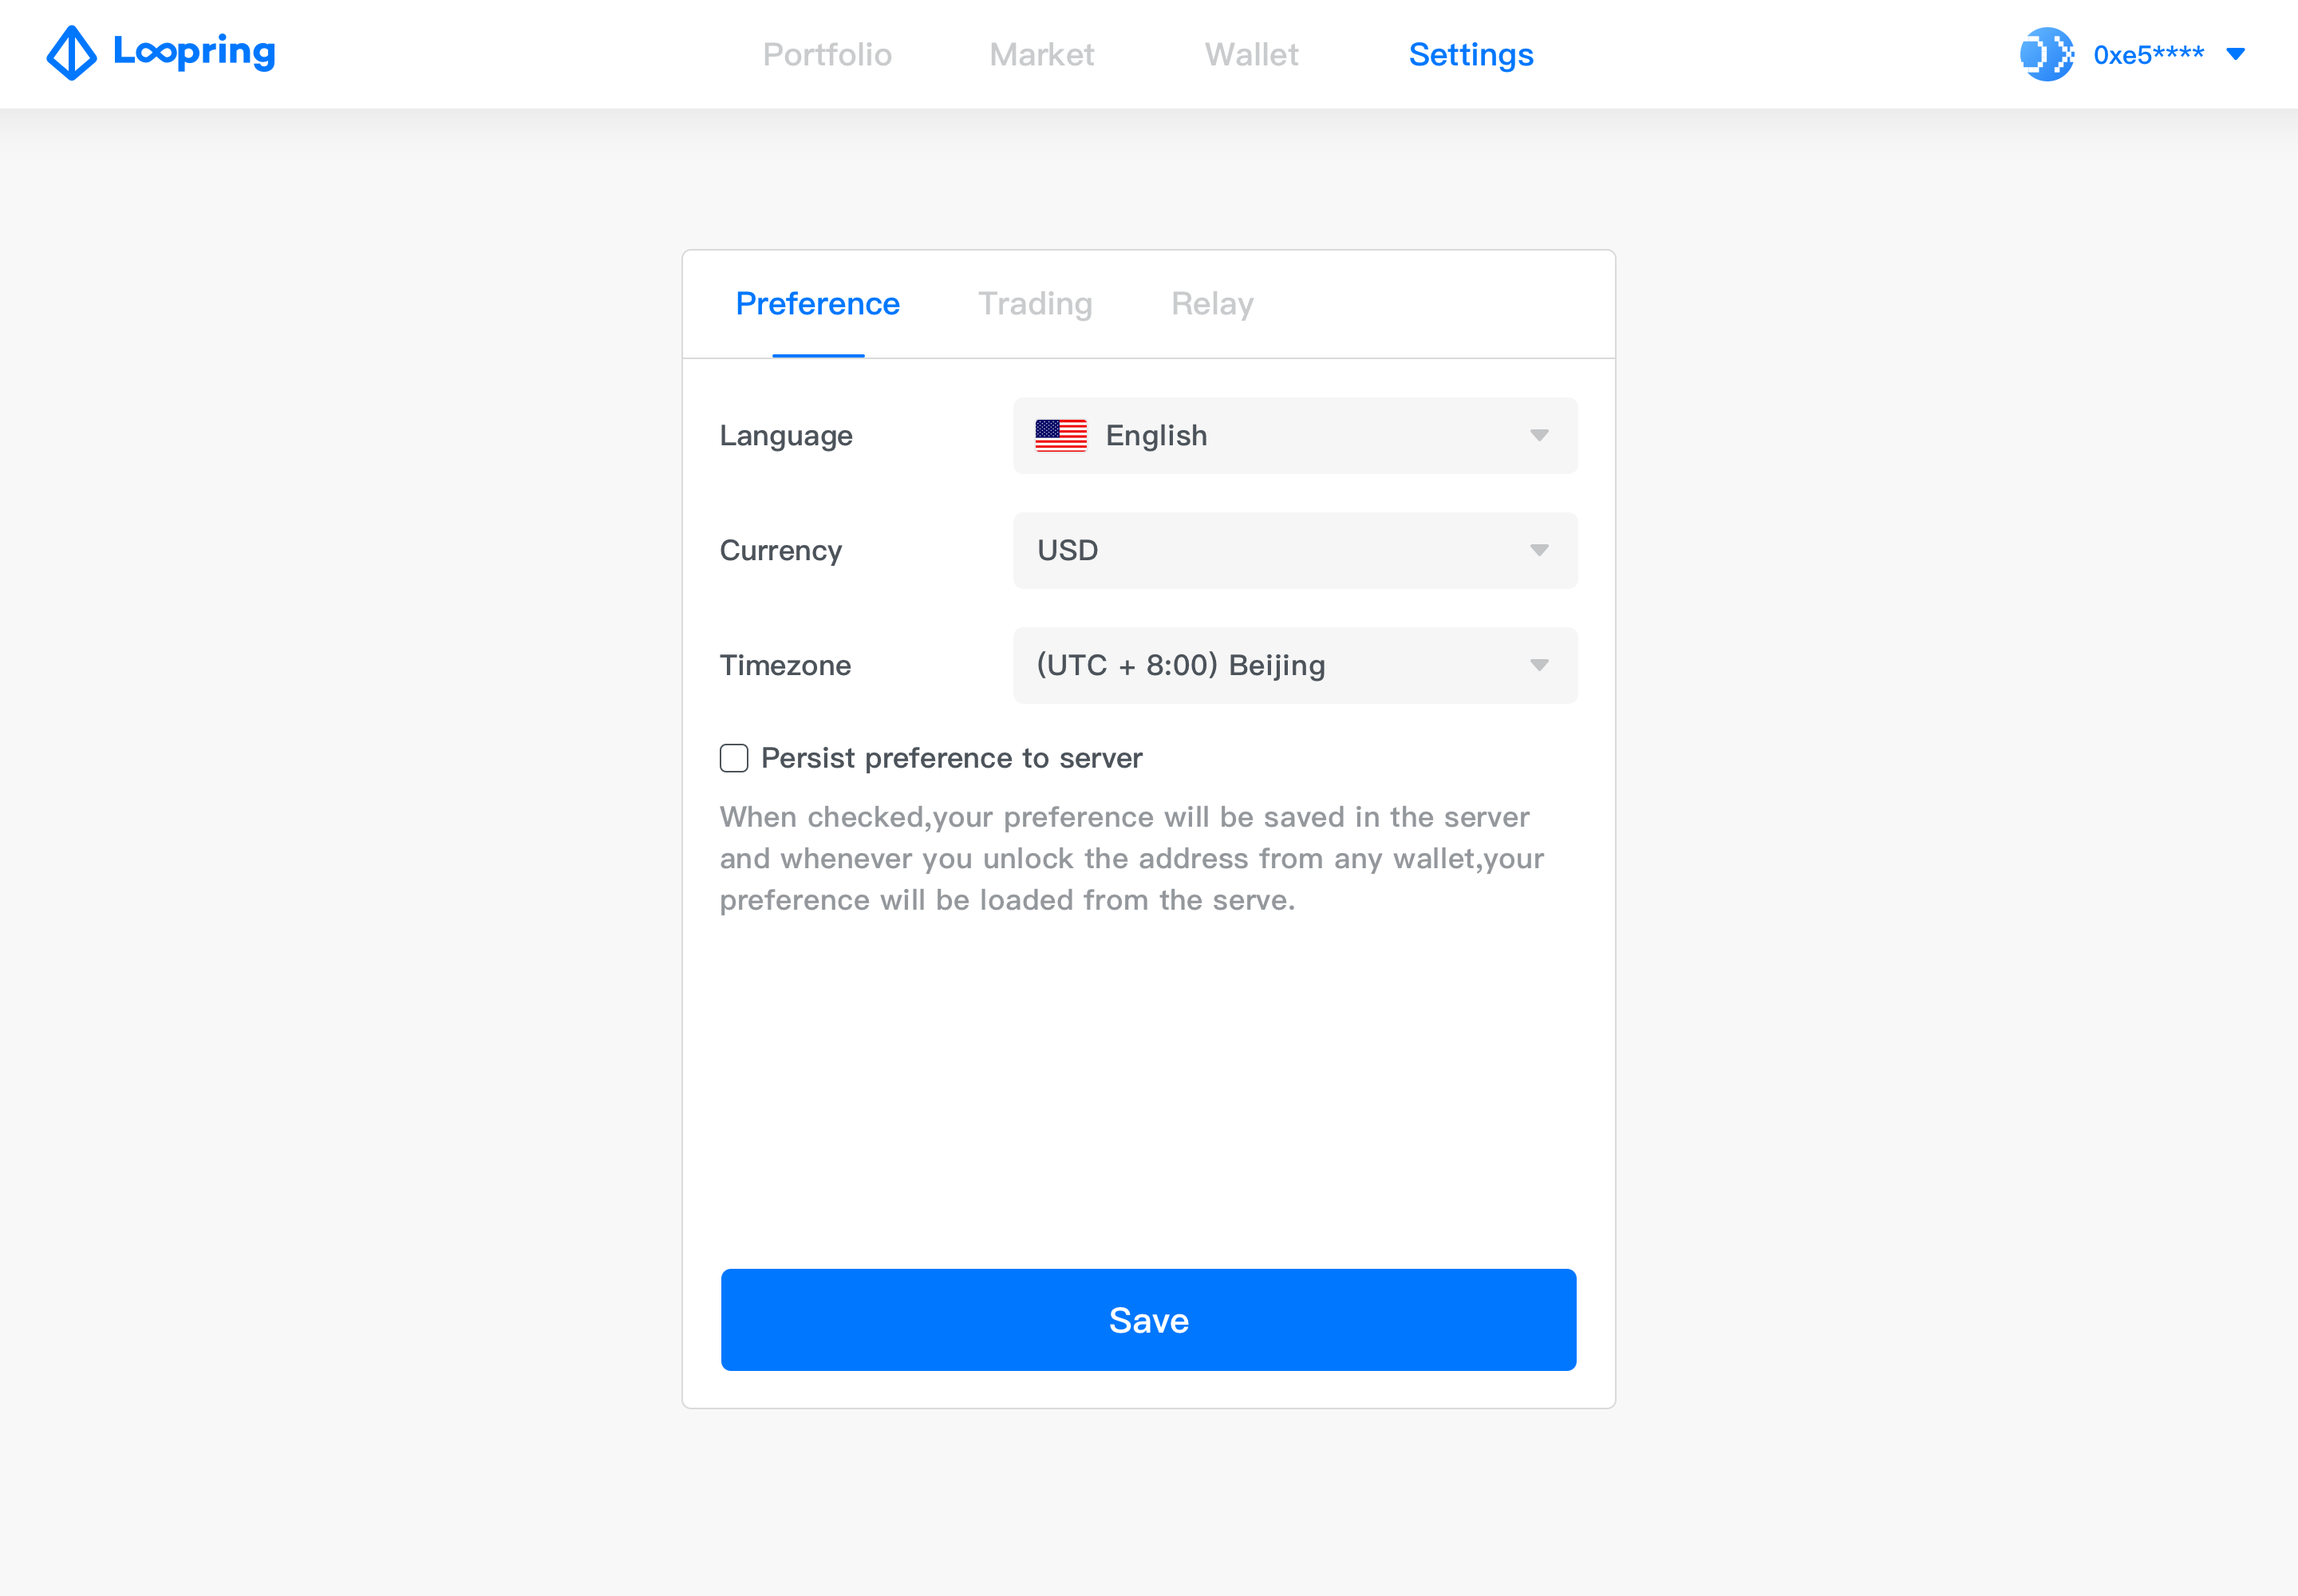 Loopring
Portfolio
Market
Wallet
Settings
0xe5****
Preference
Trading
Relay
Language
English
Currency
USD
Timezone
(UTC + 8:00) Beijing
Persist preference to server
When checked,your preference will be saved in the server
and whenever you unlock the address from any wallet,your
preference will be loaded from the serve.
Save